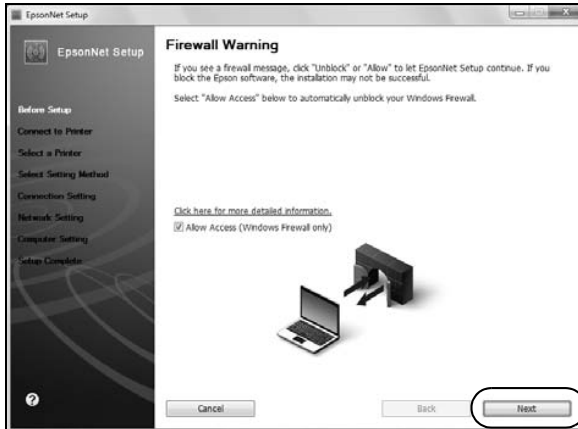 EpsonNet Setup
EpsonNet Setup
Before Setup
Connect to Printer
Select a Printer
Select Setting Method
Connection Setting
Network Setting
Computer Setting
Setup Complete
?
Firewall Warning
If you see a firewall message, click "Unblock" or "Allow" to let EpsonNet Setup continue. If you
block the Epson software, the installation may not be successful.
Select "Allow Access" below to automatically unblock your Windows Firewall.
Click here for more detailed information.
Allow Access (Windows Firewall only)
Cancel
Back
Next